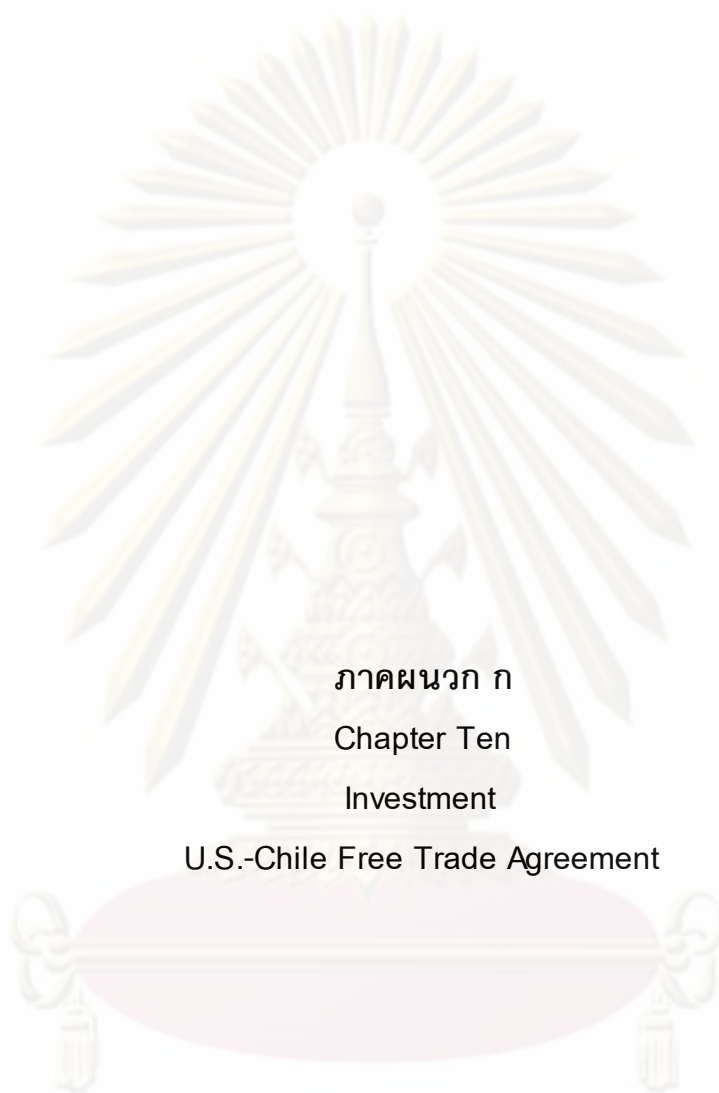 ภาคผนวก ก
Chapter Ten
Investment
U.S.-Chile Free Trade Agreement